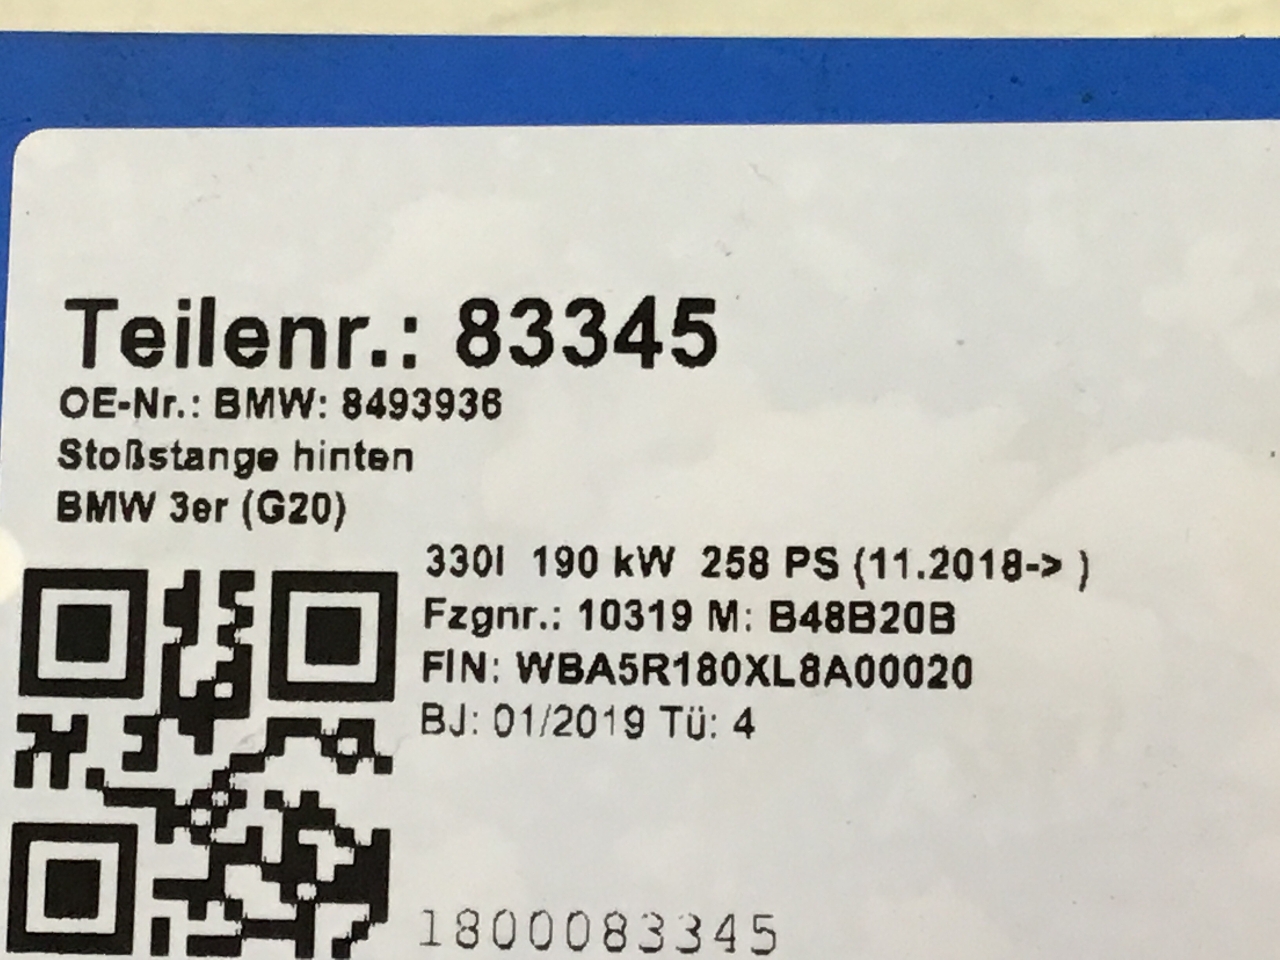 Teilenr.: 83345
OE-Nr.: BMW: 8493936
Stoßstange hinten
BMW 3er (G20)
330I 190 kW 258 PS (11.2018-> )
Fzgnr.: 10319 M: B48B20B
FIN: WBA5R180XL8A00020
BJ: 01/2019 Tü: 4
1800083345